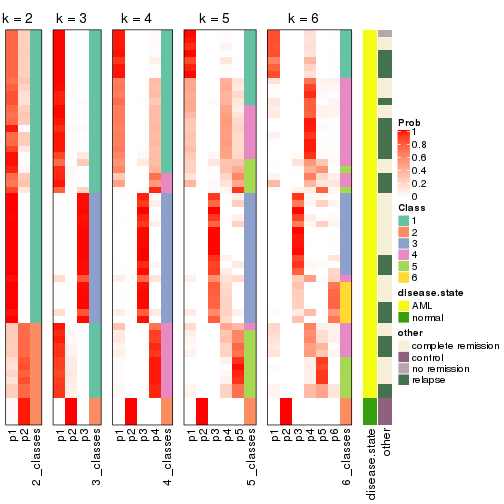 k = 2 k = 3 k = 4 k = 5 k = 6
Prob
1
0.8
0.6
0.4
0.2
0
Class
1
2
3
4
5
6
disease.state
AML
normal
other
complete remission
control
no remission
relapse
p1 p2 2_classes p1 p2 p3 3_classes p1 p2 p3 p4 4_classes p1 p2 p3 p4 p5 5_classes p1 p2 p3 p4 p5 p6 6_classes disease.state other